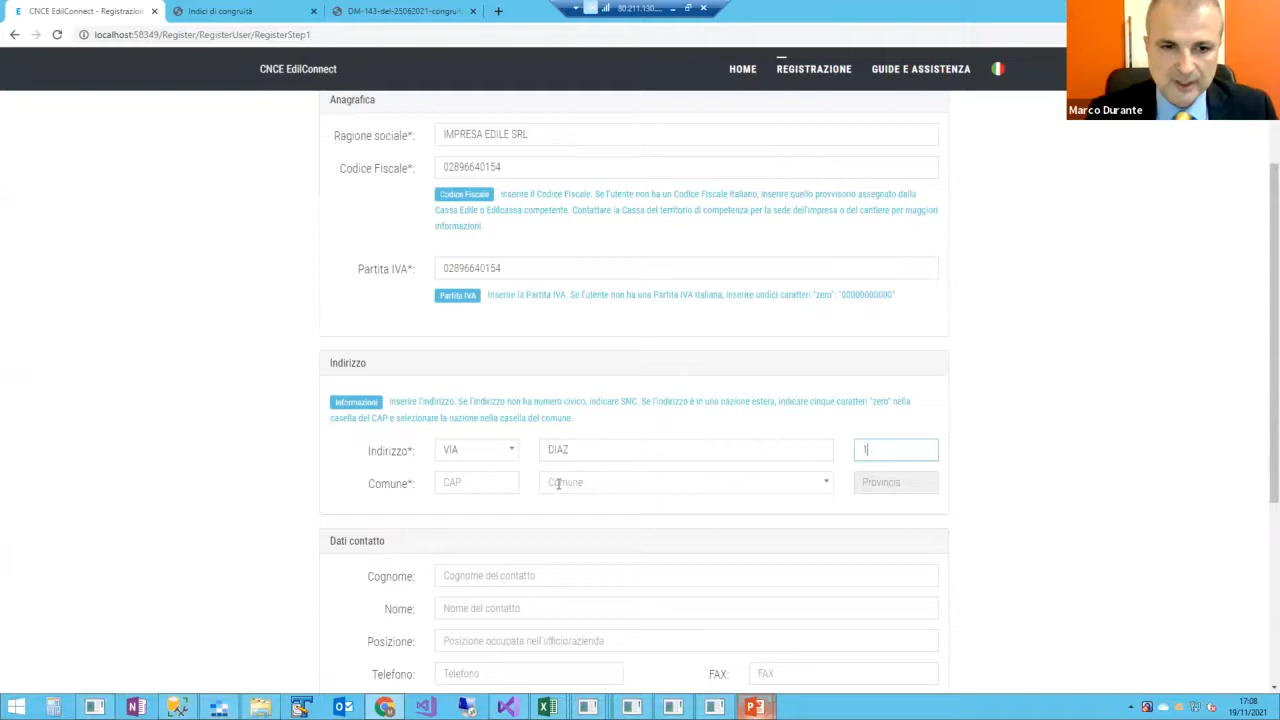 CNCE EdilConnect - Registrazion
Indici di congruità
DM-143-del-25062021-congruit
80.211.130....
localhost:58349/Register/RegisterUser/RegisterStep1
CNCE EdilConnect
HOME
REGISTRAZIONE
GUIDE E ASSISTENZA
Marco Durante
Anagrafica
Ragione sociale*: IMPRESA EDILE SRL
Codice Fiscale*: 02896640154
Codice Fiscale Inserire il Codice Fiscale. Se l'utente non ha un Codice Fiscale italiano, inserire quello provvisorio assegnato dalla
Cassa Edile o Edilcassa competente. Contattare la Cassa del territorio di competenza per la sede dell'impresa o del cantiere per maggiori
informazioni.
Partita IVA*: 02896640154
Partita IVA Inserire la Partita IVA. Se l'utente non ha una Partita IVA italiana, inserire undici caratteri "zero": "00000000000"
Indirizzo
Informazioni Inserire l'indirizzo. Se l'indirizzo non ha numero civico, indicare SNC. Se l'indirizzo è in una nazione estera, indicare cinque caratteri "zero" nella
casella del CAP e selezionare la nazione nella casella del comune.
Indirizzo*: VIA DIAZ 1
Comune*: CAP Comune Provincia
Dati contatto
Cognome: Cognome del contatto
Nome: Nome del contatto
Posizione: Posizione occupata nell'ufficio/azienda
Telefono: Telefono FAX: FAX
17:08
19/11/2021